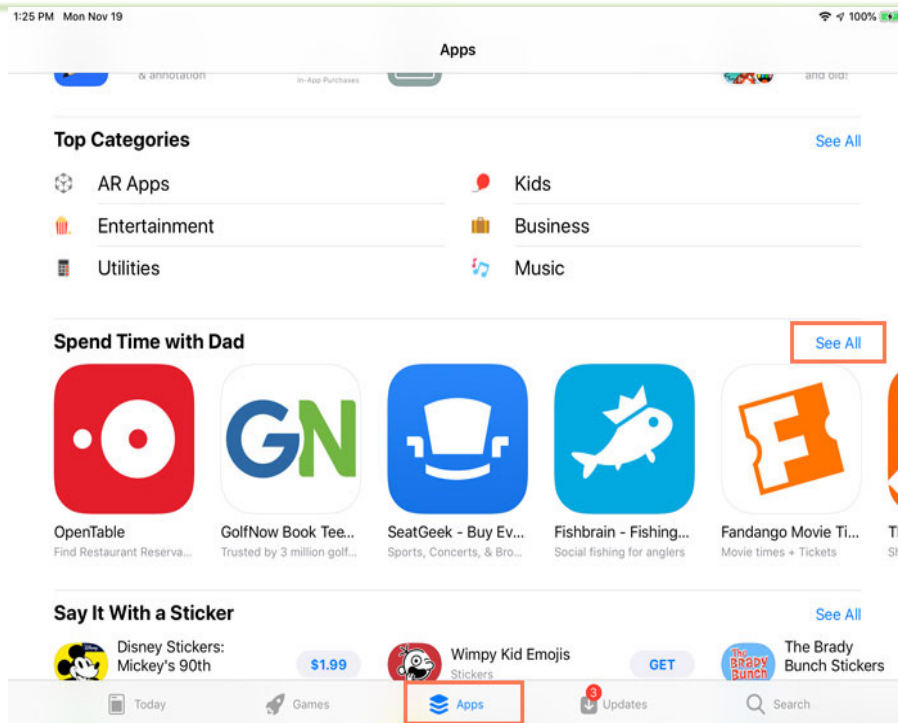 1:25 PM Mon Nov 19
100%
Apps
& annotation
In-App Purchases
and old!
Top Categories
See All
AR Apps
Kids
Entertainment
Business
Utilities
Music
Spend Time with Dad
See All
GN
F
OpenTable
GolfNow Book Tee...
SeatGeek - Buy Ev...
Fishbrain - Fishing...
Fandango Movie Ti...
Find Restaurant Reserva...
Trusted by 3 million golf...
Sports, Concerts, & Bro...
Social fishing for anglers
Movie times + Tickets
Say It With a Sticker
See All
Disney Stickers:
Mickey's 90th
$1.99
Wimpy Kid Emojis
Stickers
GET
The
BRADY
BUNCH
The Brady
Bunch Stickers
Today
Games
Apps
3
Updates
Search